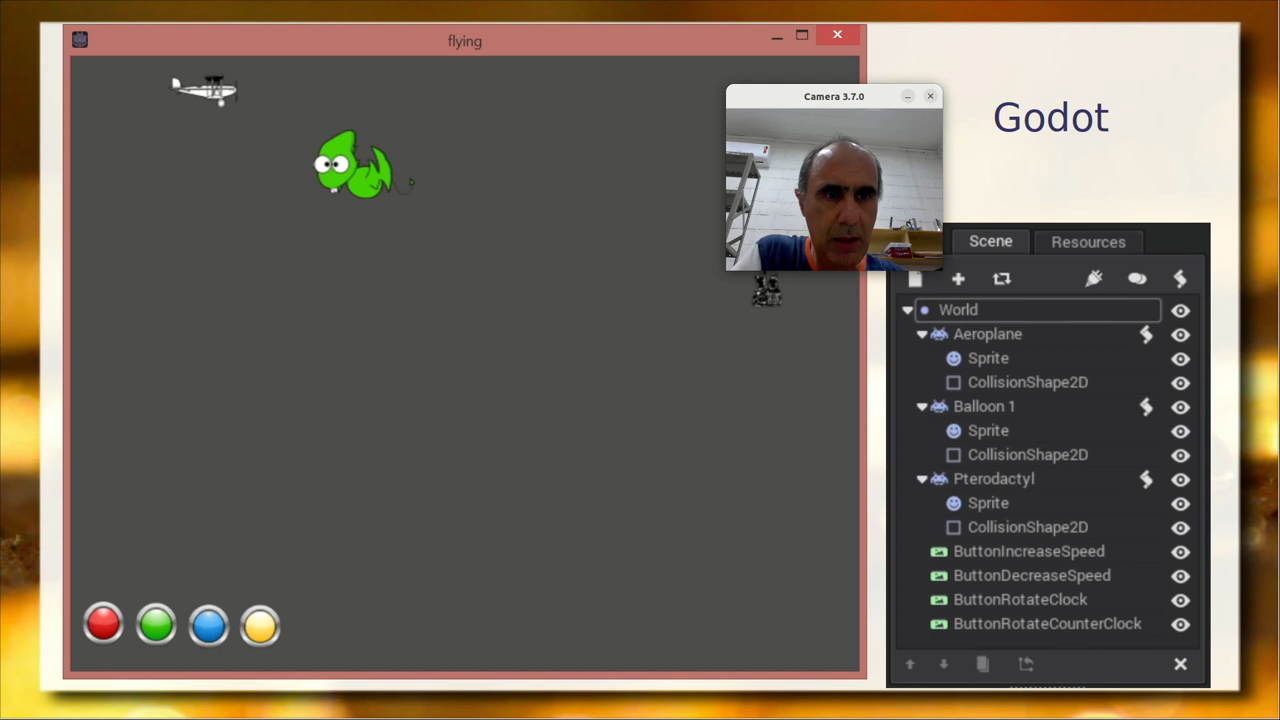 flying
Camera 3.7.0
Godot
Scene
Resources
World
Aeroplane
Sprite
CollisionShape2D
Balloon 1
Sprite
CollisionShape2D
Pterodactyl
Sprite
CollisionShape2D
ButtonIncreaseSpeed
ButtonDecreaseSpeed
ButtonRotateClock
ButtonRotateCounterClock